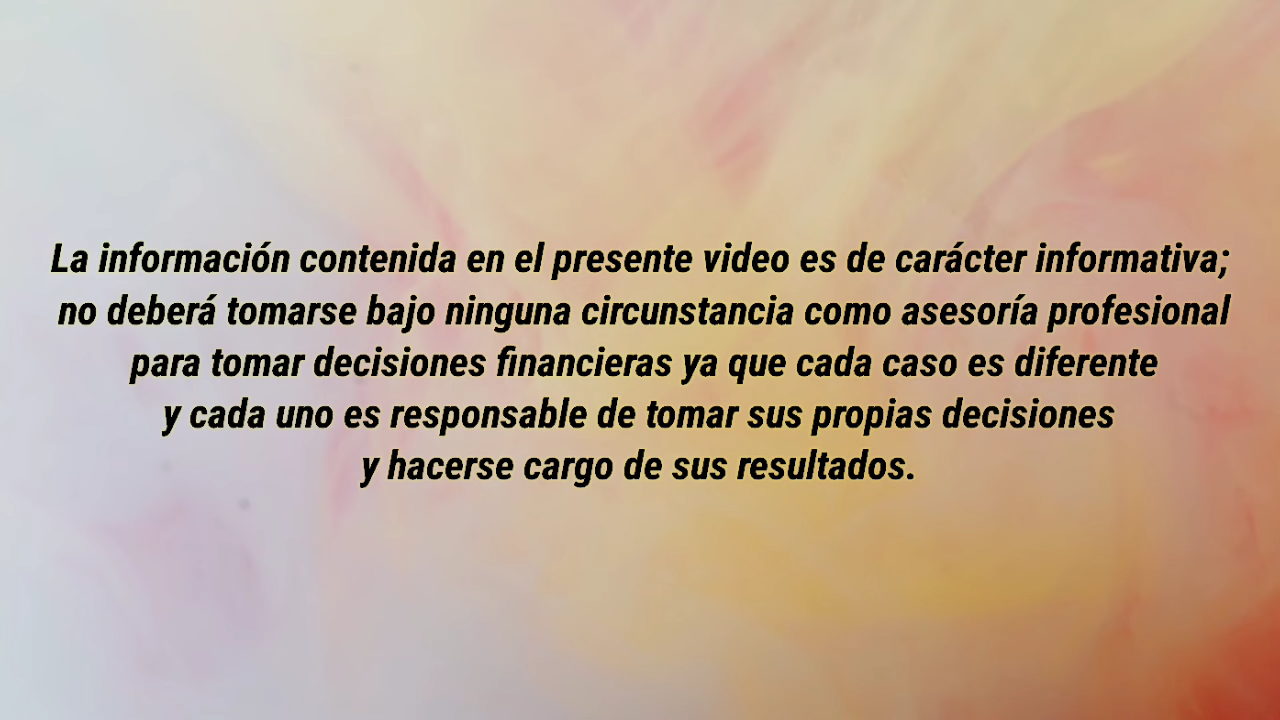 La información contenida en el presente video es de carácter informativa;
no deberá tomarse bajo ninguna circunstancia como asesoría profesional
para tomar decisiones financieras ya que cada caso es diferente
y cada uno es responsable de tomar sus propias decisiones
y hacerse cargo de sus resultados.